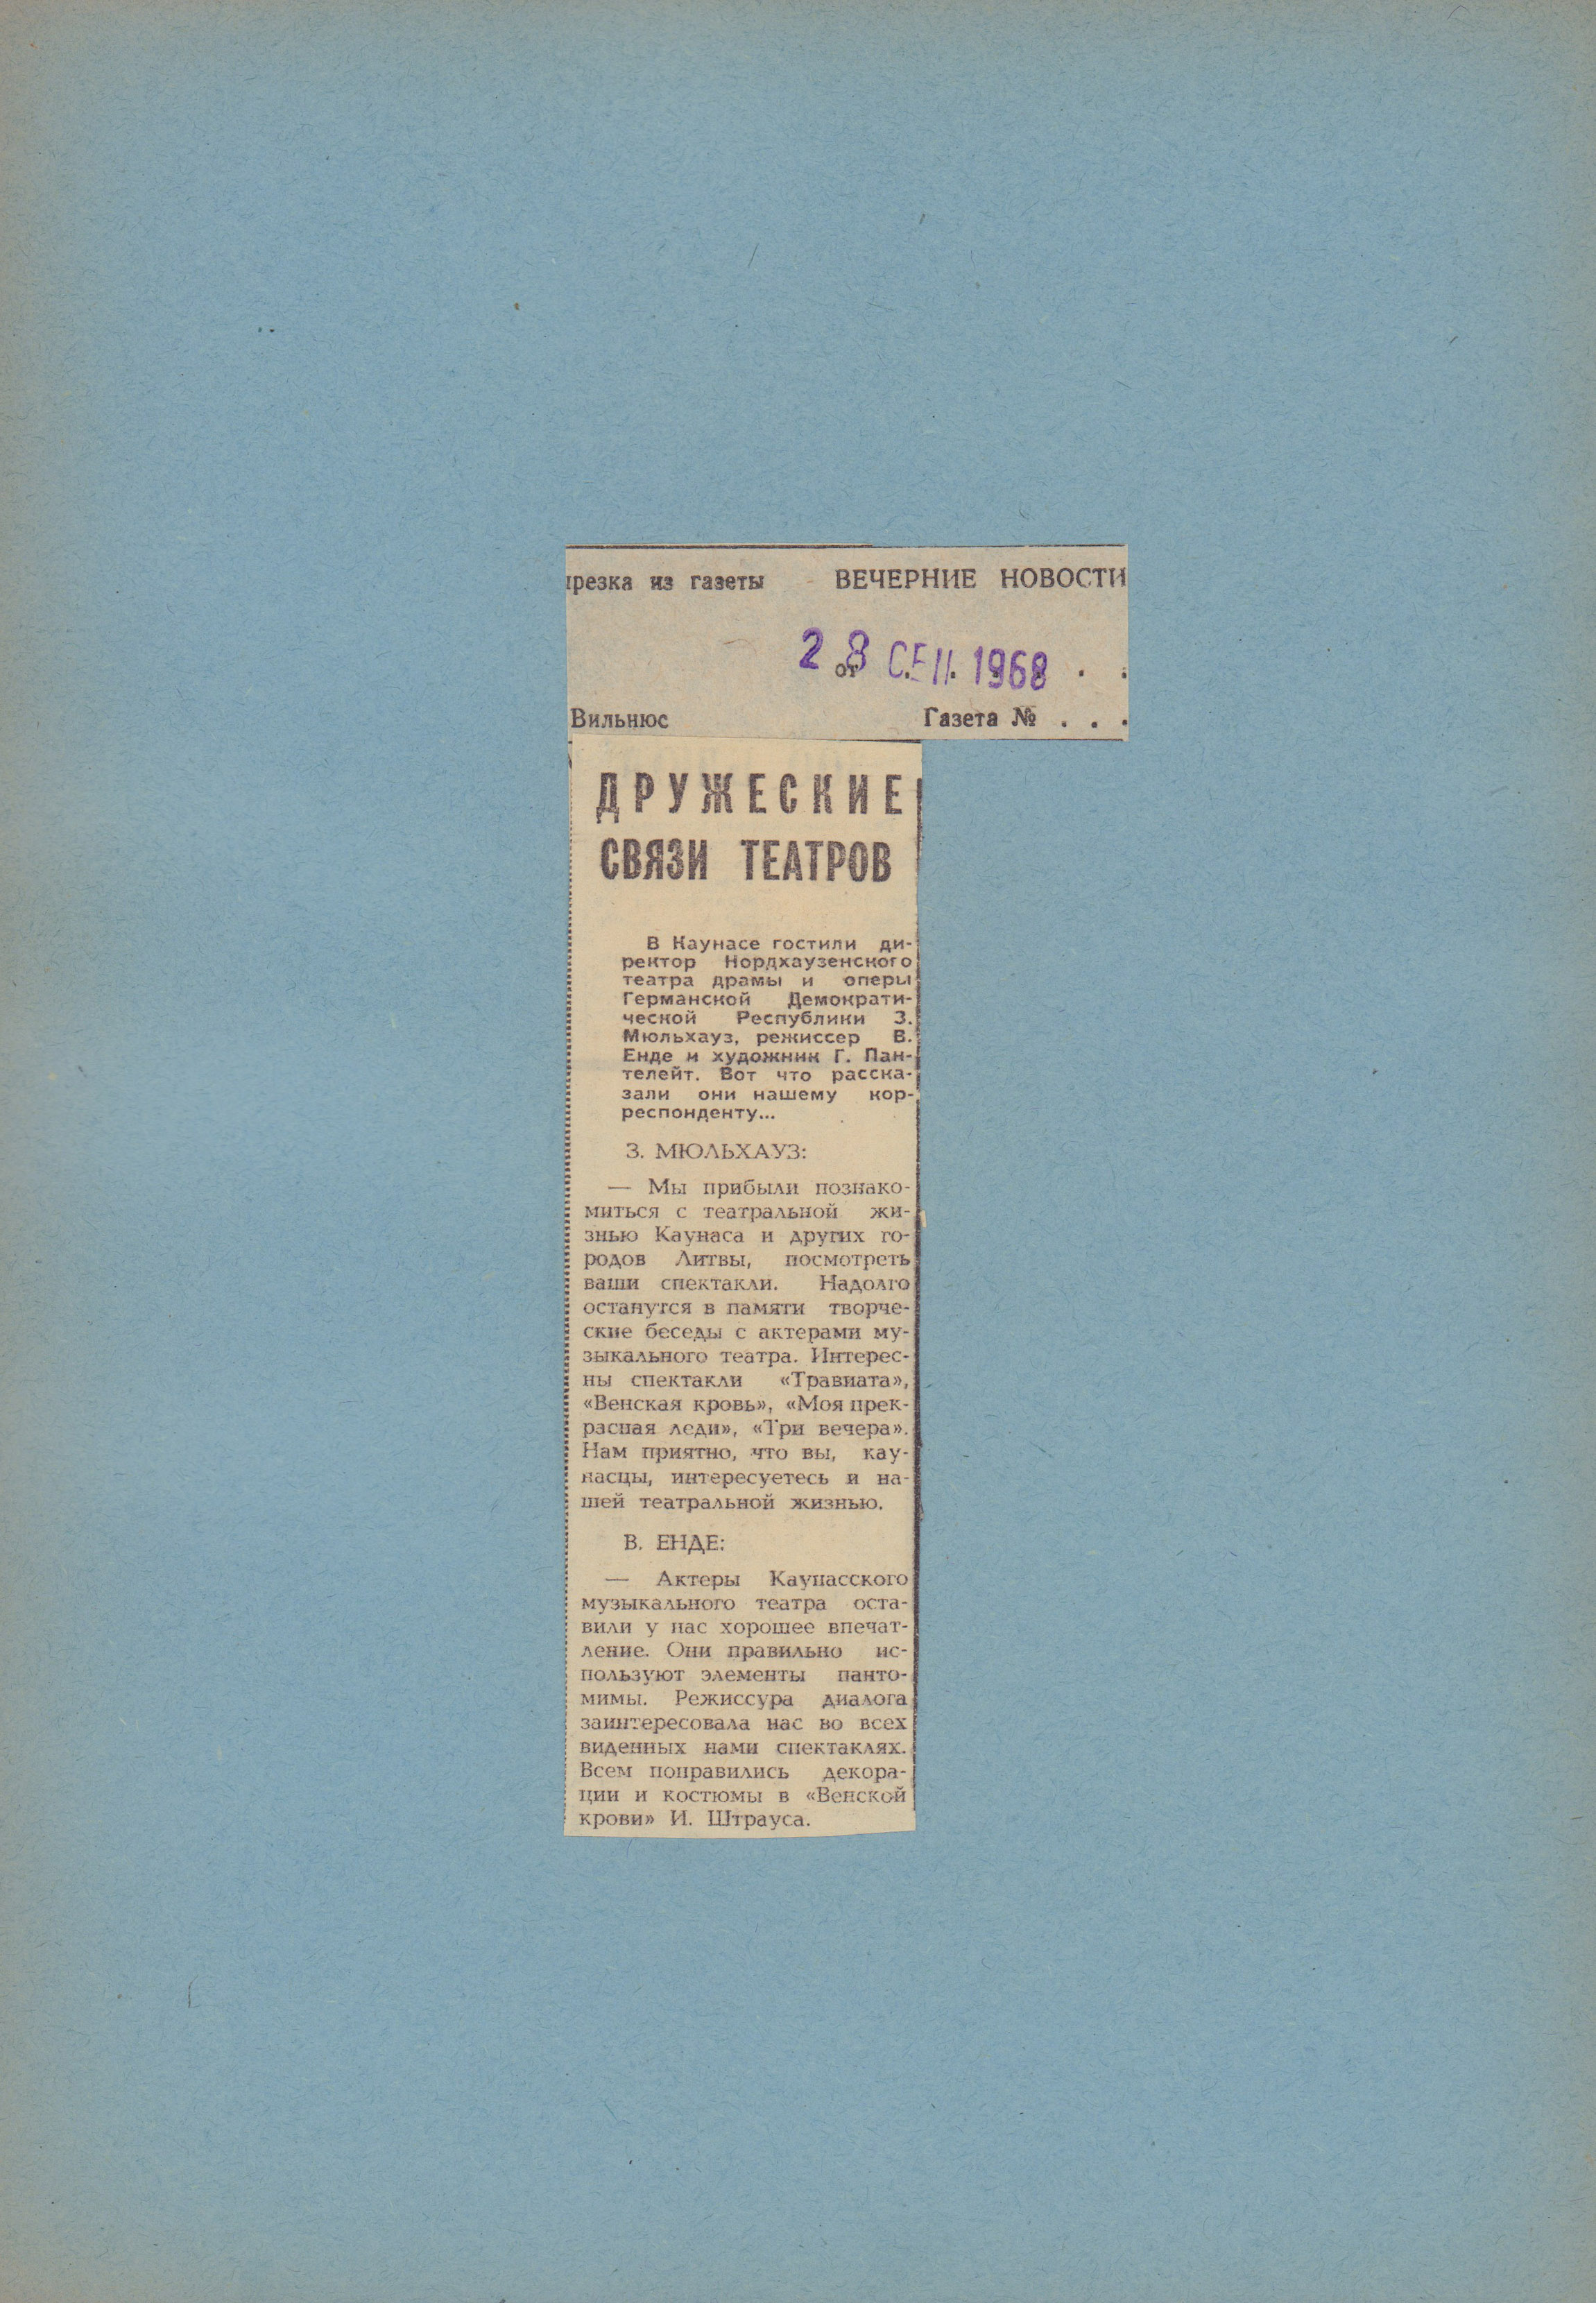 ырезка из газеты ВЕЧЕРНИЕ НОВОСТИ
28 СЕН. 1968
от . . .
Вильнюс Газета № . . .
ДРУЖЕСКИЕ
СВЯЗИ ТЕАТРОВ
В Каунасе гостили ди-
ректор Нордхаузенского
театра драмы и оперы
Германской Демократи-
ческой Республики З.
Мюльхауз, режиссер В.
Енде и художник Г. Пан-
телейт. Вот что расска-
зали они нашему кор-
респонденту...
З. МЮЛЬХАУЗ:
— Мы прибыли познако-
миться с театральной жи-
знью Каунаса и других го-
родов Литвы, посмотреть
ваши спектакли. Надолго
останутся в памяти творче-
ские беседы с актерами му-
зыкального театра. Интерес-
ны спектакли «Травиата»,
«Венская кровь», «Моя прек-
расная леди», «Три вечера».
Нам приятно, что вы, кау-
насцы, интересуетесь и на-
шей театральной жизнью.
В. ЕНДЕ:
— Актеры Каунасского
музыкального театра оста-
вили у нас хорошее впечат-
ление. Они правильно ис-
пользуют элементы панто-
мимы. Режиссура диалога
заинтересовала нас во всех
виденных нами спектаклях.
Всем понравились декора-
ции и костюмы в «Венской
крови» И. Штрауса.